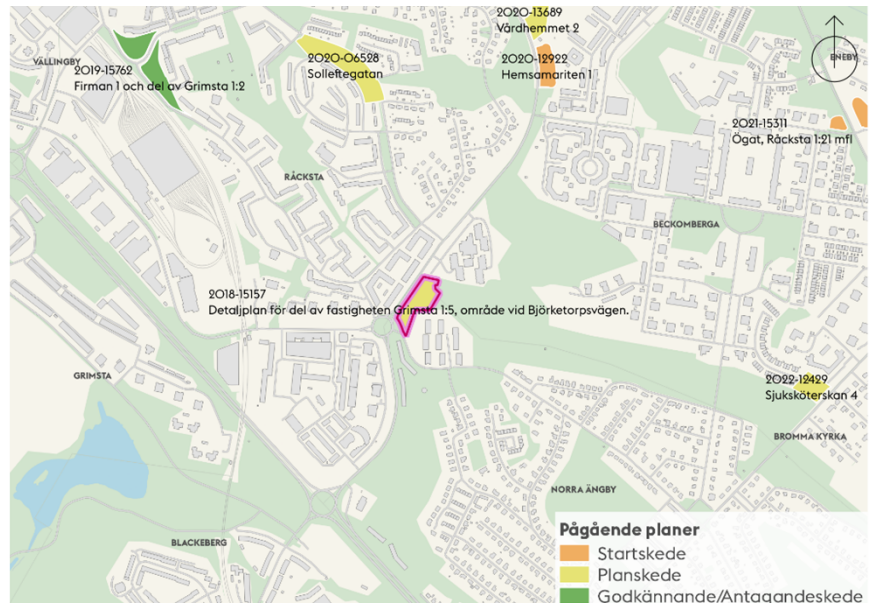 2020-13689
Vårdhemmet 2
VÄLLINGBY
2019-15762
Firman 1 och del av Grimsta 1:2
2020-06528
Solleftegatan
2020-12922
Hemsamariten 1
ENEBY
2021-15311
Ögat, Råcksta 1:21 mfl
RÅCKSTA
BECKOMBERGA
2018-15157
Detaljplan för del av fastigheten Grimsta 1:5, område vid Björketorpsvägen.
GRIMSTA
2022-12429
Sjuksköterskan 4
BROMMA KYRKA
NORRA ÄNGBY
BLACKEBERG
Pågående planer
Startskede
Planskede
Godkännande/Antagandeskede